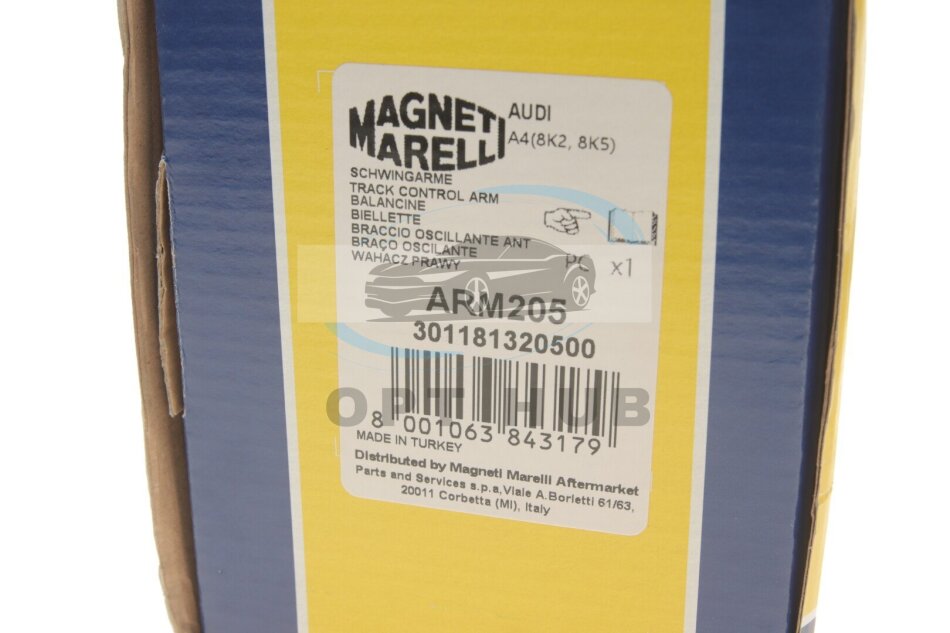 MAGNETI
MARELLI
AUDI
A4(8K2, 8K5)
SCHWINGARME
TRACK CONTROL ARM
BALANCINE
BIELLETTE
BRACCIO OSCILLANTE ANT
BRAÇO OSCILANTE
WAHACZ PRAWY
PC x1
ARM205
301181320500
OPT HUB
8 001063 843179
MADE IN TURKEY
Distributed by Magneti Marelli Aftermarket
Parts and Services s.p.a,Viale A.Borletti 61/63,
20011 Corbetta (MI), Italy